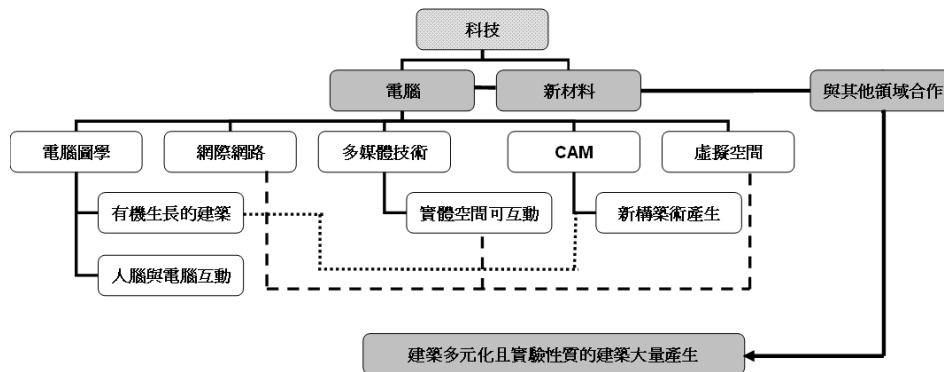 科技
電腦
新材料
與其他領域合作
電腦圖學
網際網路
多媒體技術
CAM
虛擬空間
有機生長的建築
實體空間可互動
新構築術產生
人腦與電腦互動
建築多元化且實驗性質的建築大量產生